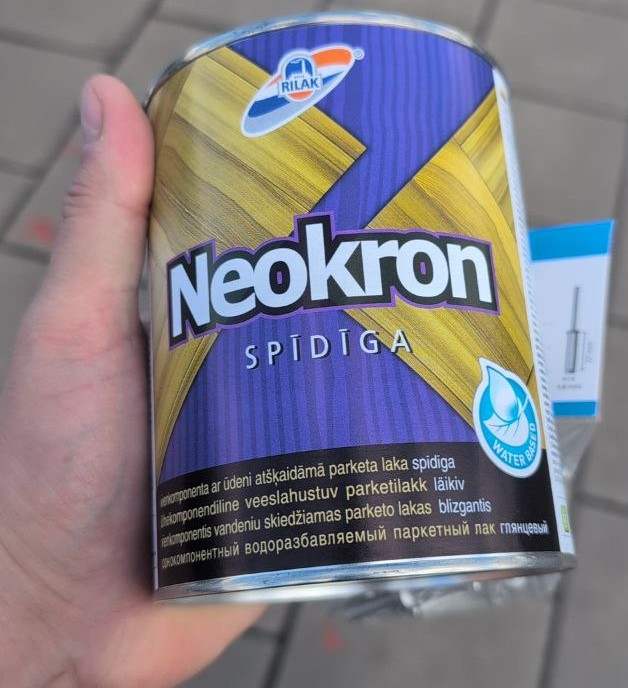 RILAK
Neokron
SPĪDĪGA
WATER BASED
vienkomponenta ar ūdeni atšķaidāmā parketa laka spīdīga
ühekomponendiline veeslahustuv parketilakk läikiv
vienkomponentis vandeniu skiedžiamas parketo lakas blizgantis
однокомпонентный водоразбавляемый паркетный лак глянцевый